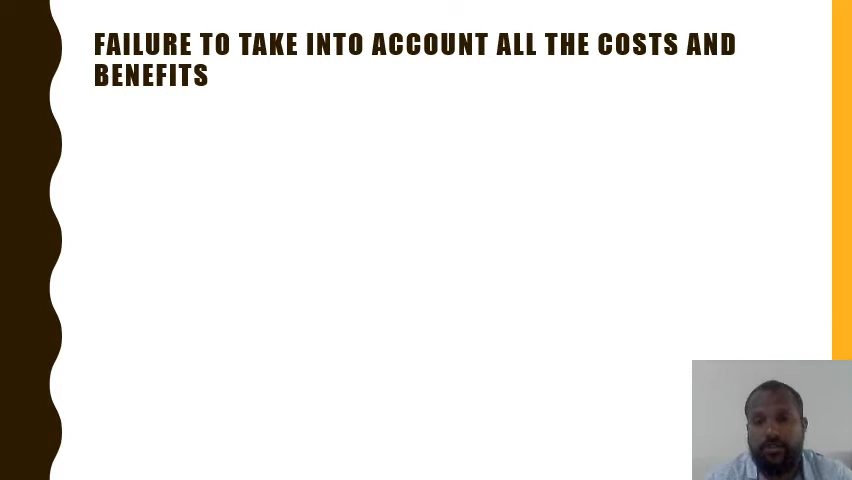 FAILURE TO TAKE INTO ACCOUNT ALL THE COSTS AND
BENEFITS